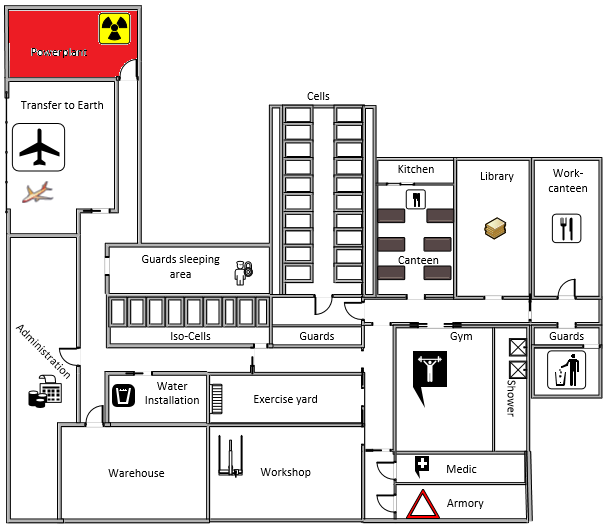 Powerplant
Transfer to Earth
Cells
Kitchen
Library
Work-
canteen
Canteen
Guards sleeping
area
Iso-Cells
Guards
Gym
Guards
Administration
Water
Installation
Exercise yard
Shower
Warehouse
Workshop
Medic
Armory